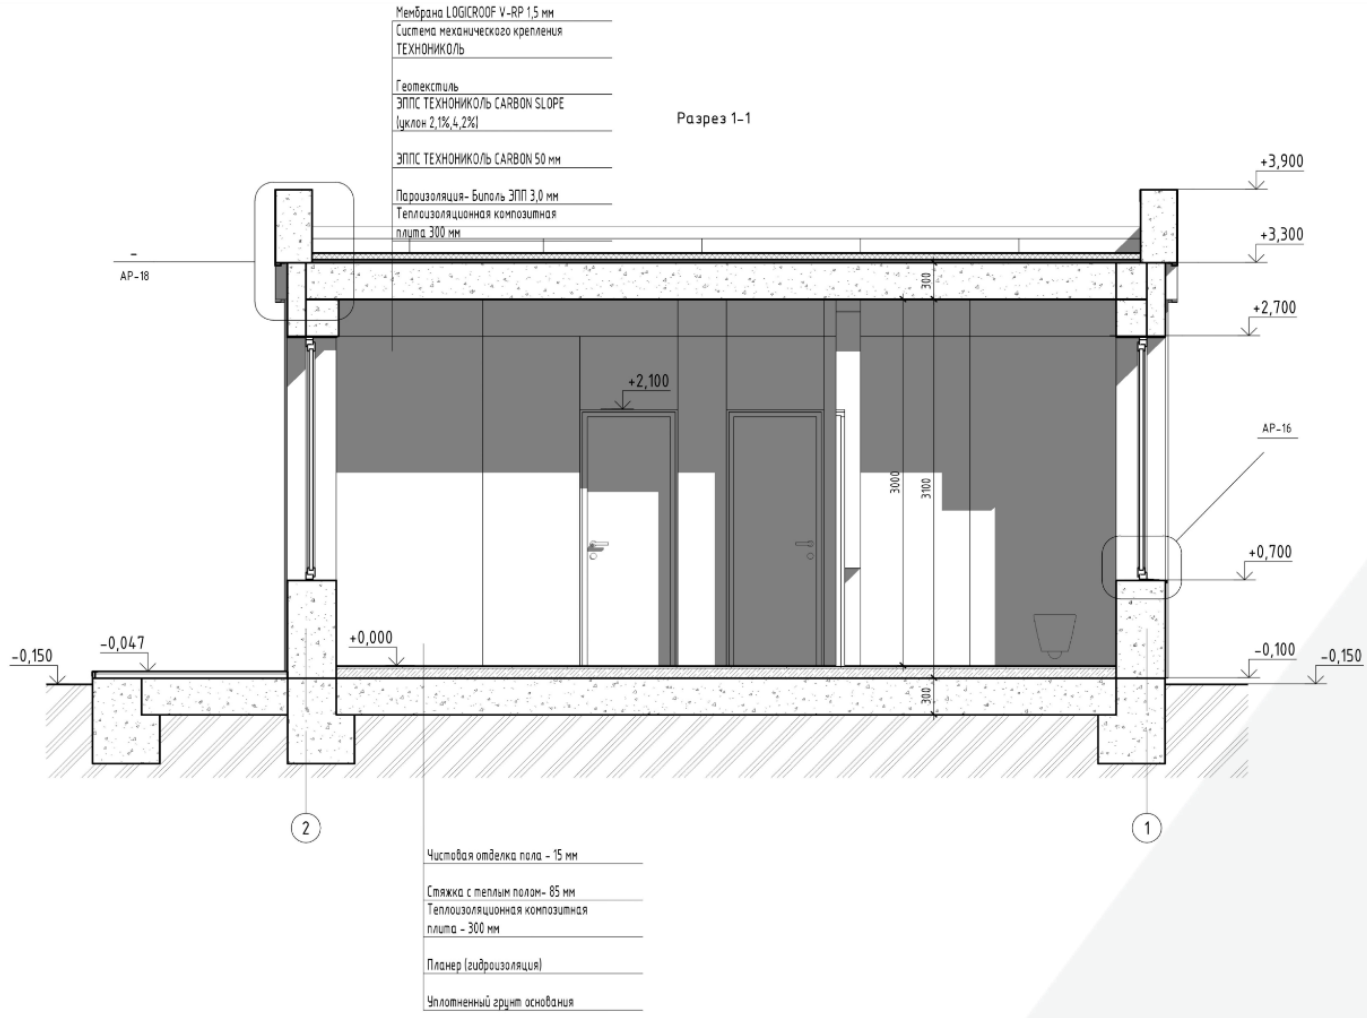 Мембрана LOGICROOF V-RP 1,5 мм
Система механического крепления
ТЕХНОНИКОЛЬ
Геотекстиль
ЭППС ТЕХНОНИКОЛЬ CARBON SLOPE
(уклон 2,1%,4,2%)
ЭППС ТЕХНОНИКОЛЬ CARBON 50 мм
Пароизоляция- Биполь ЭПП 3,0 мм
Теплоизоляционная композитная
плита 300 мм
Разрез 1-1
+3,900
+3,300
-
АР-18
300
+2,700
+2,100
АР-16
3000
3100
+0,700
+0,000
-0,047
-0,150
-0,100
-0,150
300
2
1
Чистовая отделка пола - 15 мм
Стяжка с теплым полом- 85 мм
Теплоизоляционная композитная
плита - 300 мм
Планер (гидроизоляция)
Уплотненный грунт основания